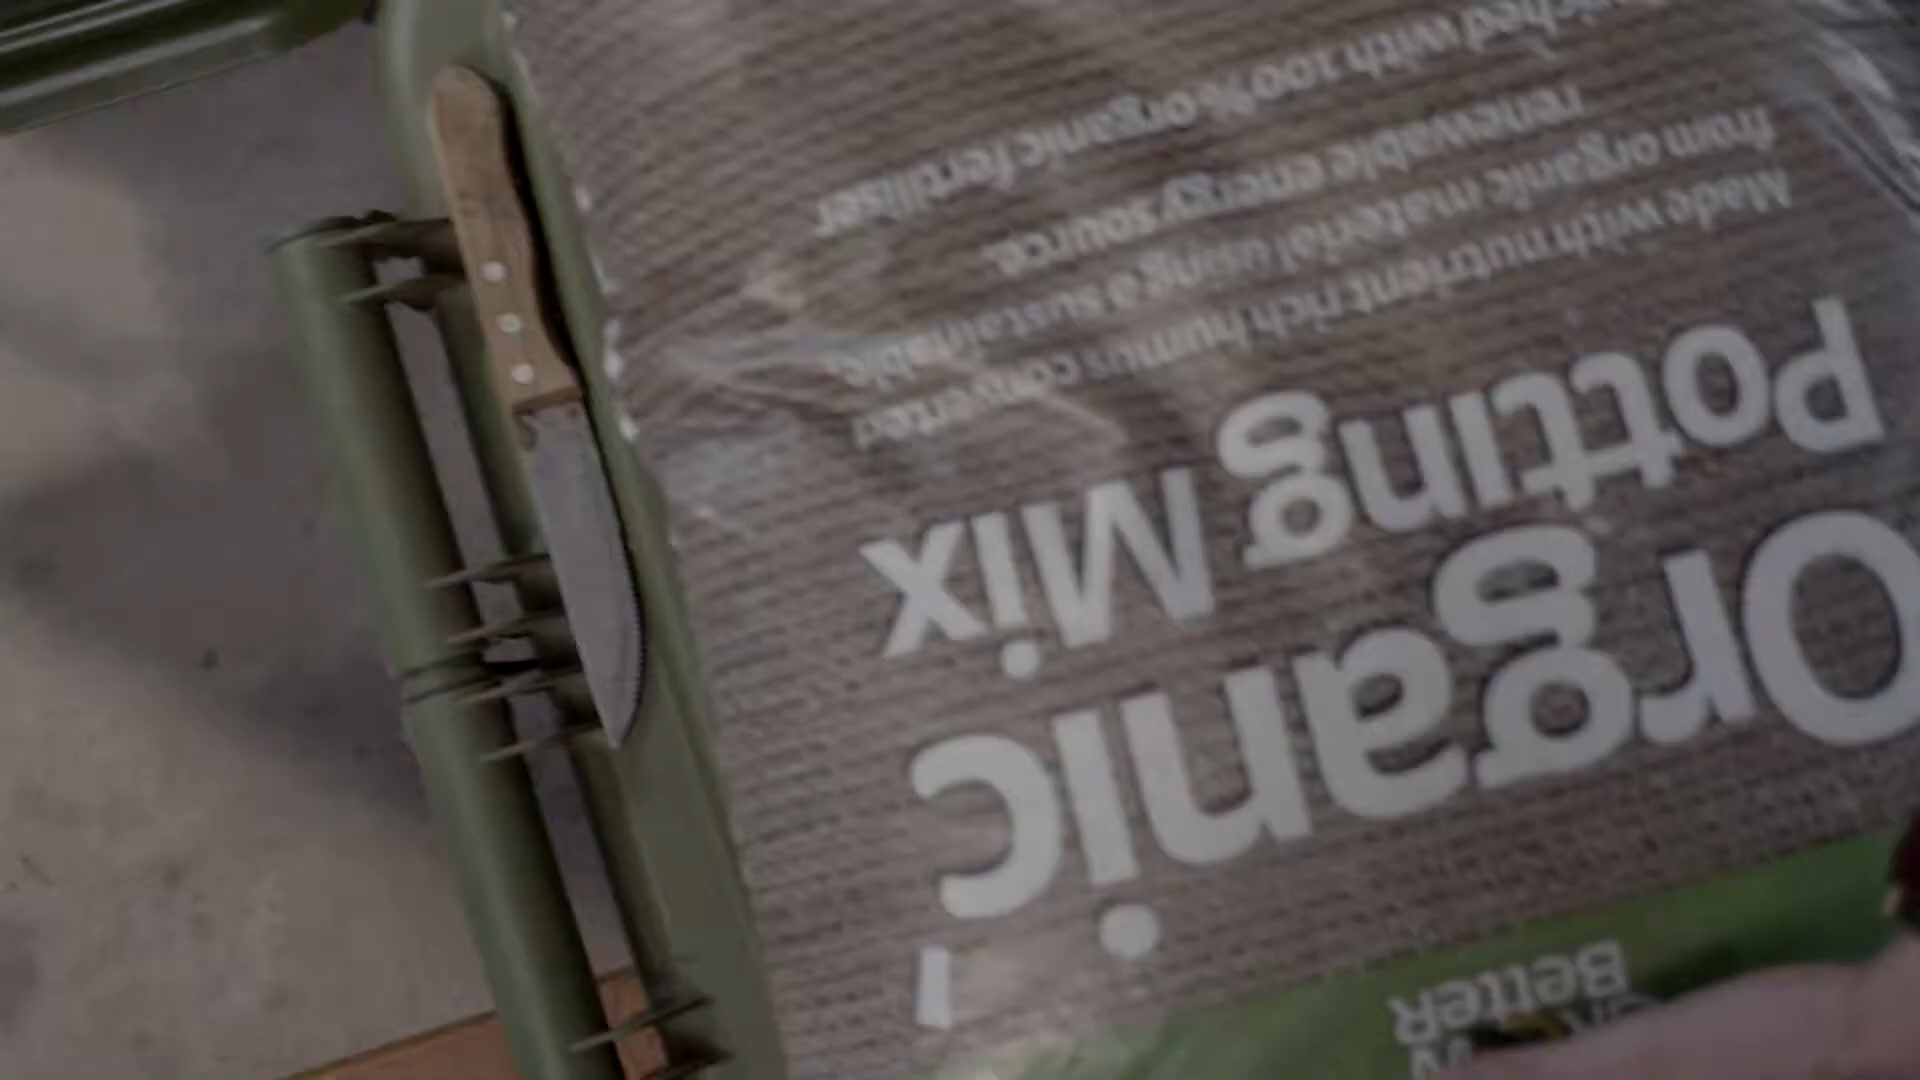 Better
Organic
Potting Mix
Made with nutrient rich humus converted
from organic material using a sustainable,
renewable energy source.
with 100% organic fertiliser